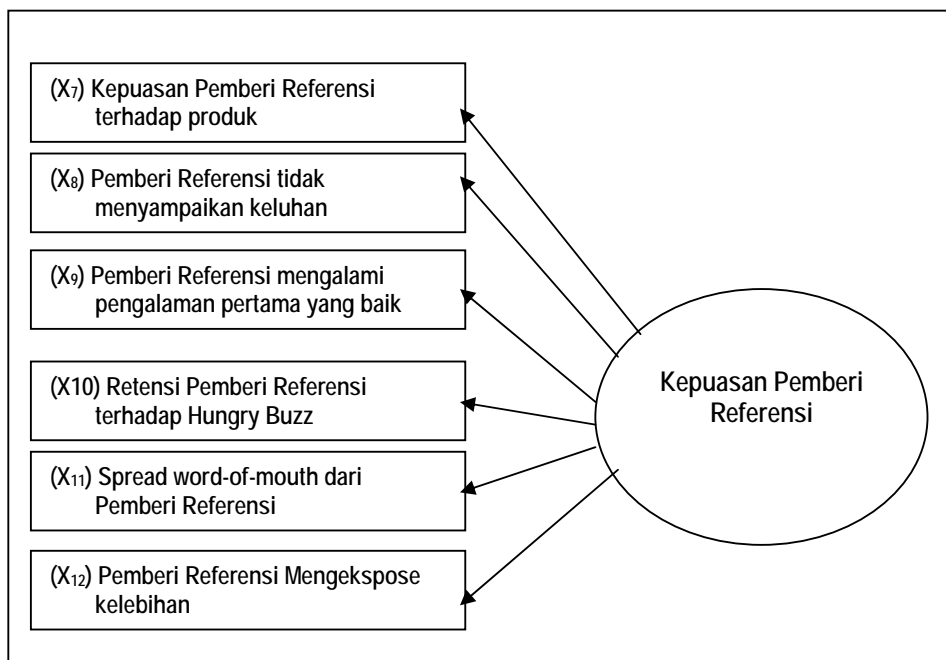 (X₇) Kepuasan Pemberi Referensi
terhadap produk
(X₈) Pemberi Referensi tidak
menyampaikan keluhan
(X₉) Pemberi Referensi mengalami
pengalaman pertama yang baik
(X10) Retensi Pemberi Referensi
terhadap Hungry Buzz
(X₁₁) Spread word-of-mouth dari
Pemberi Referensi
(X₁₂) Pemberi Referensi Mengekspose
kelebihan
Kepuasan Pemberi
Referensi